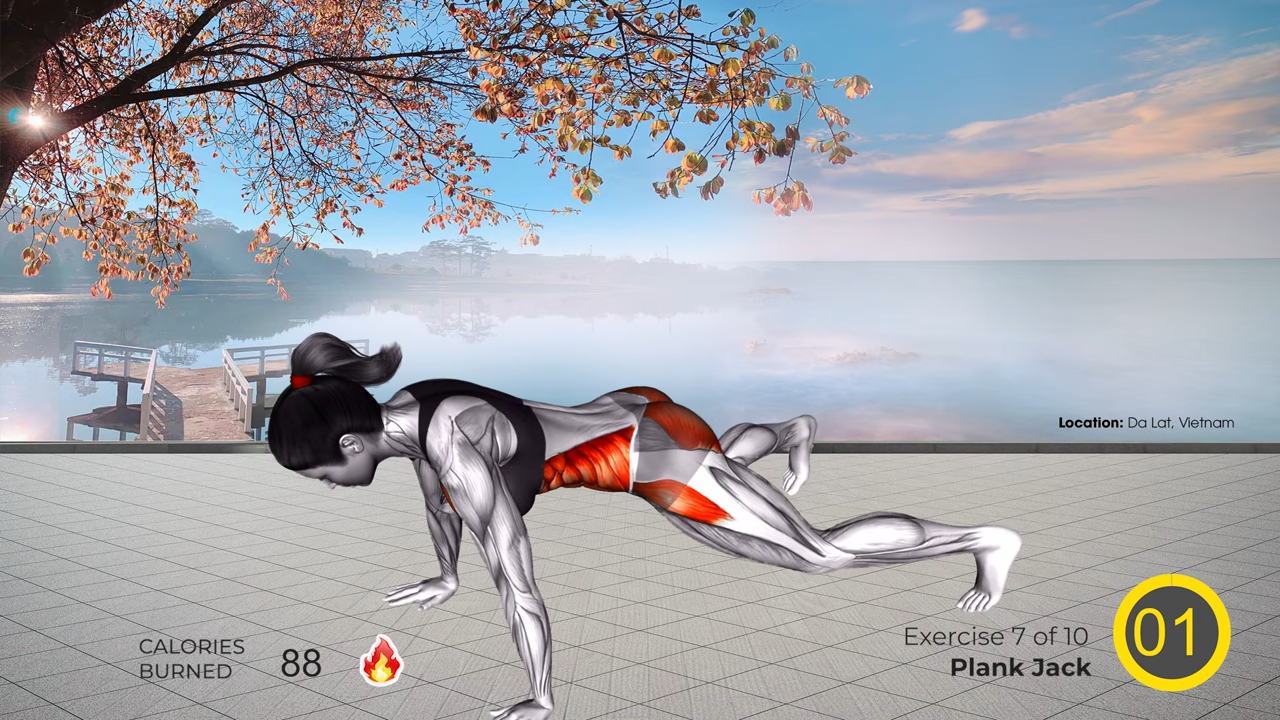 Location: Da Lat, Vietnam
CALORIES
BURNED
88
Exercise 7 of 10
Plank Jack
01